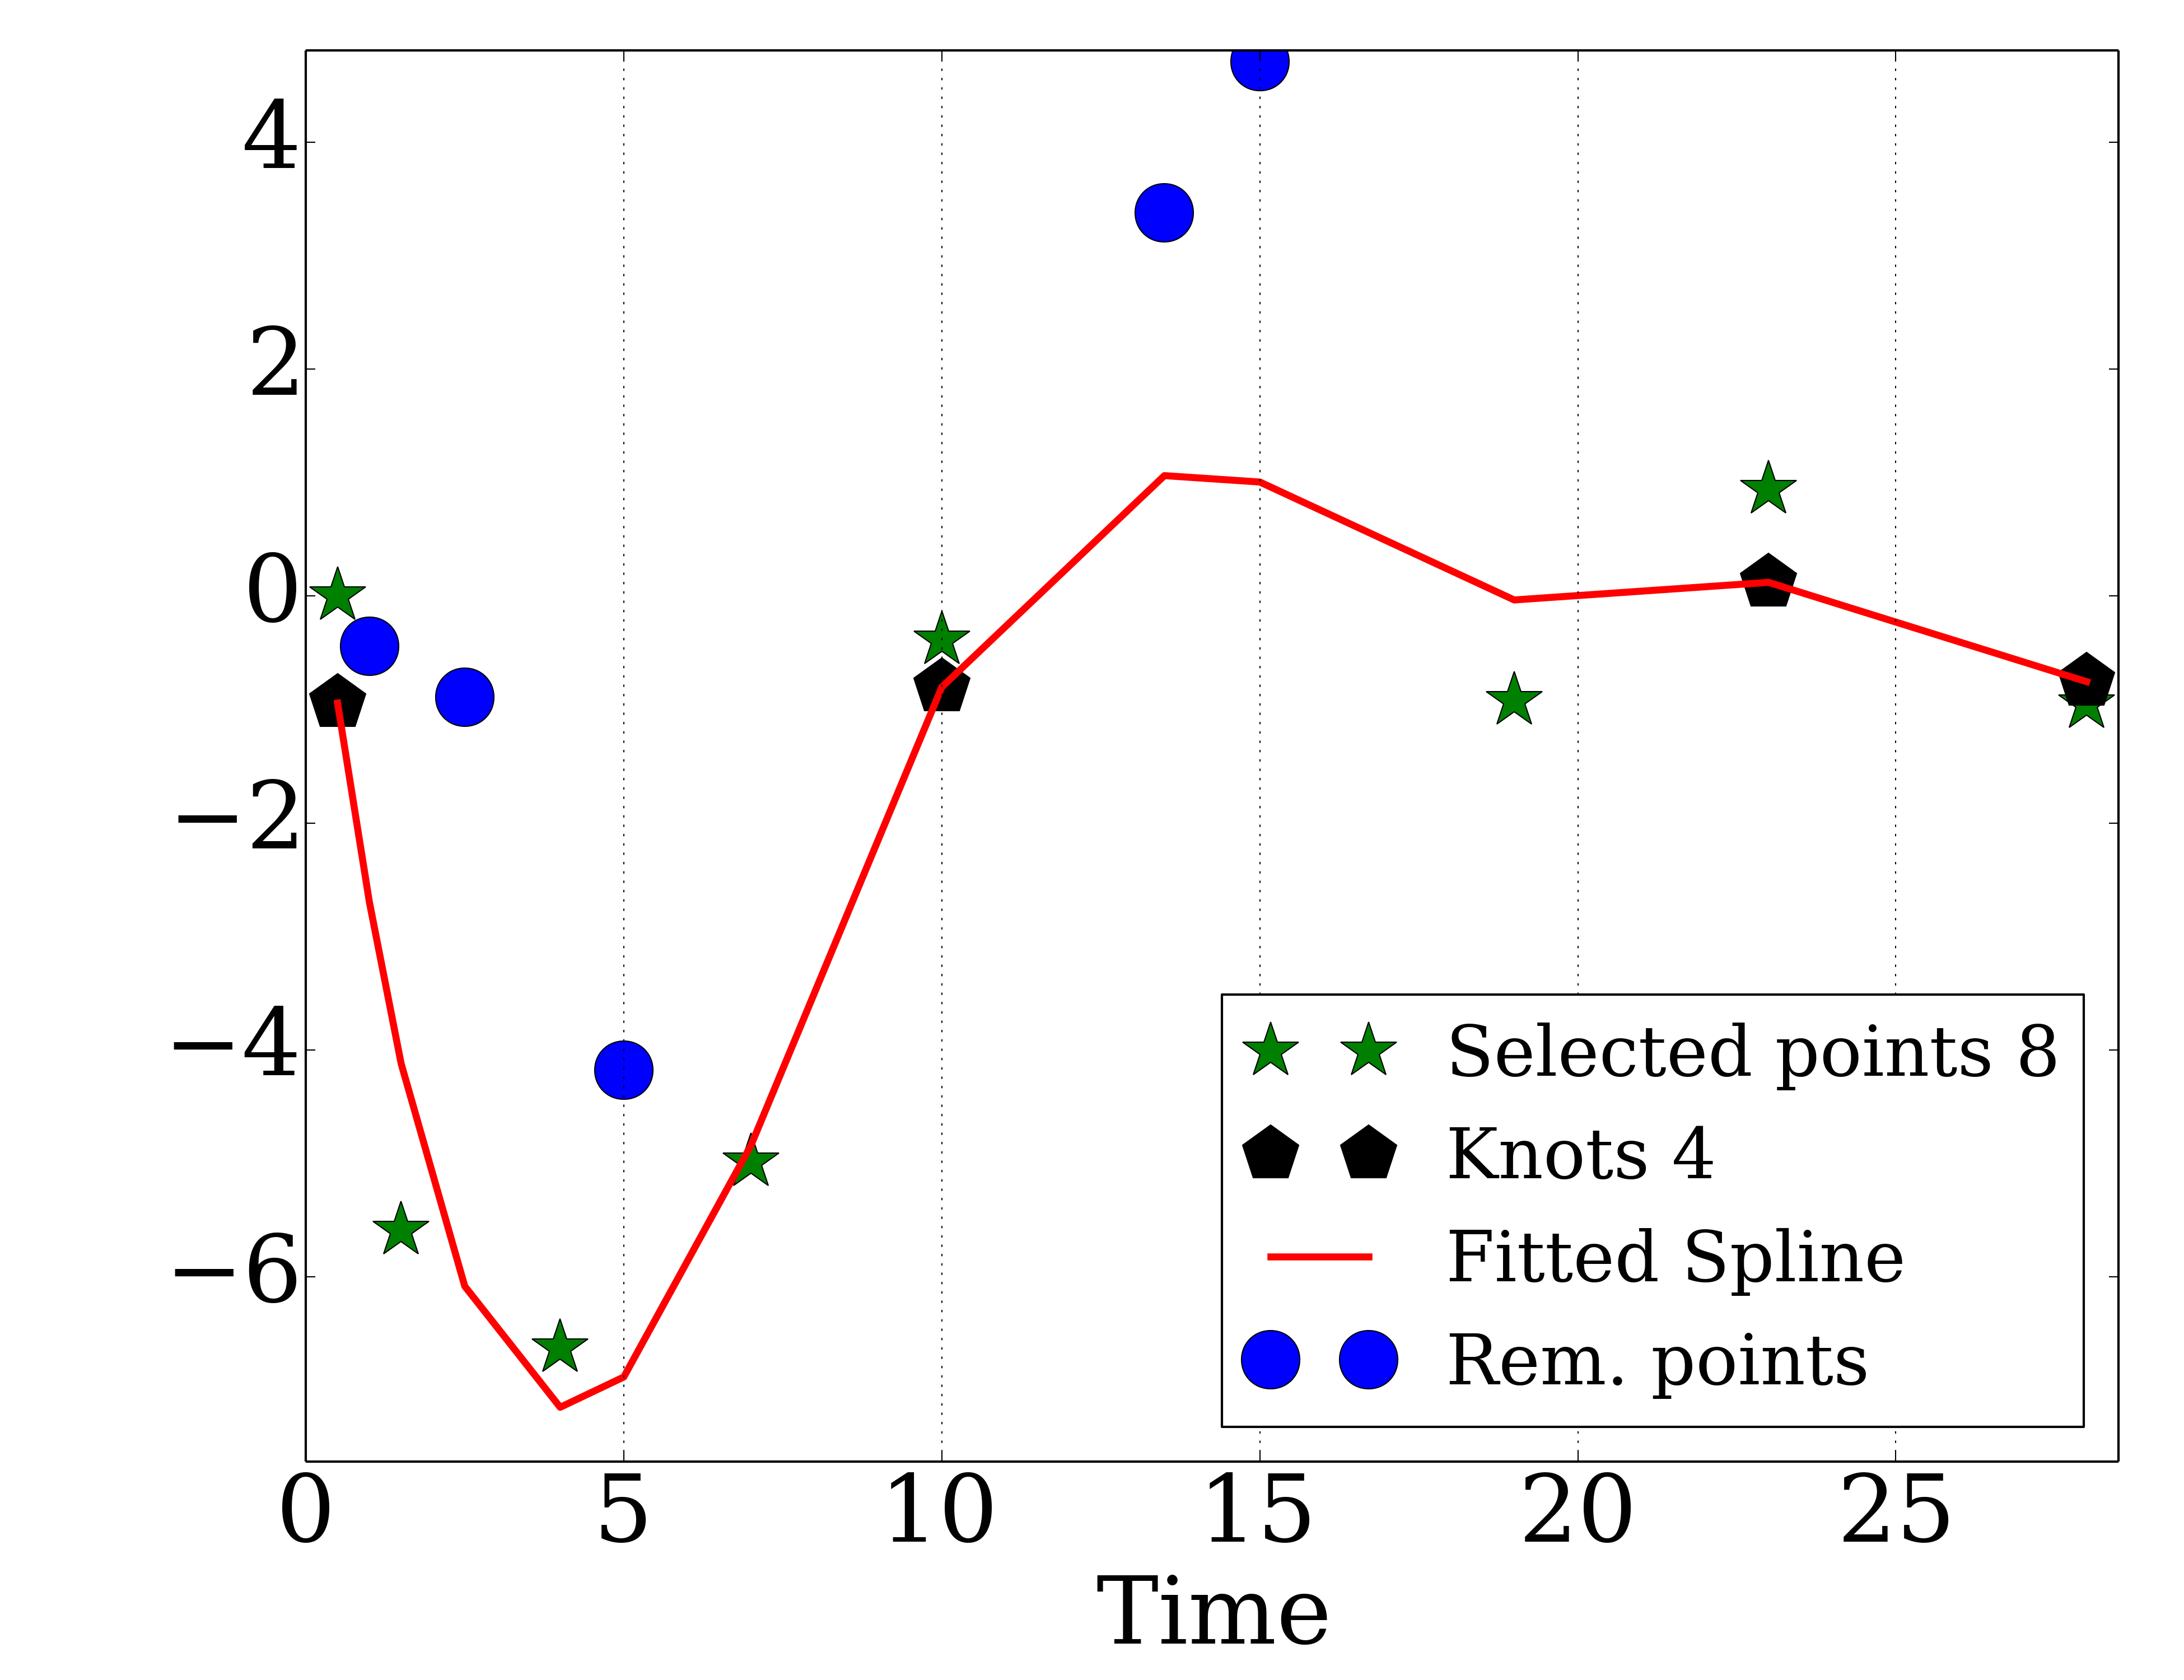 4
2
0
−2
−4
−6
0 5 10 15 20 25
Time
Selected points 8
Knots 4
Fitted Spline
Rem. points